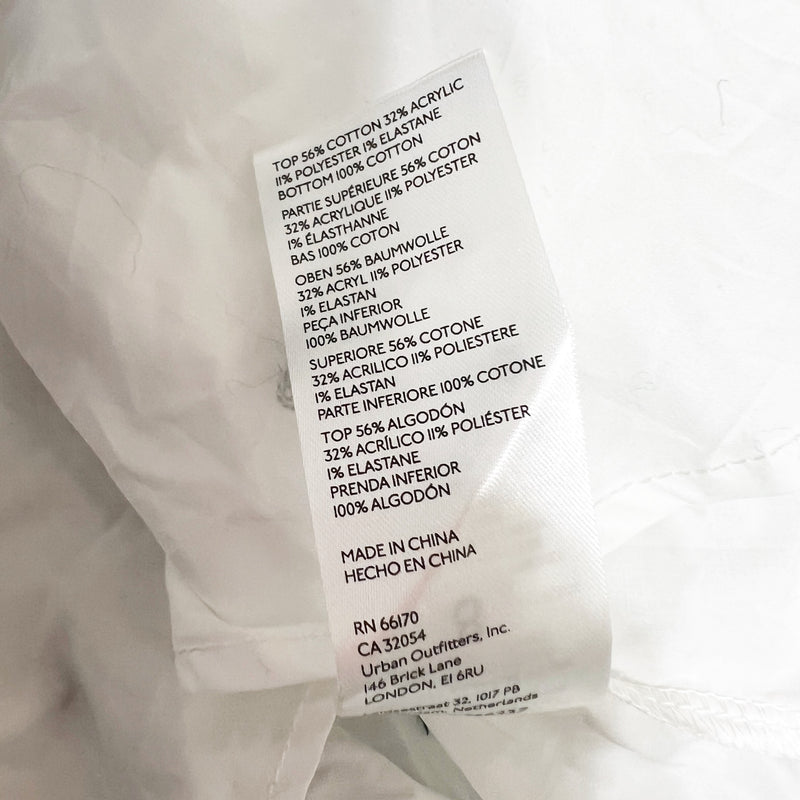 TOP 56% COTTON 32% ACRYLIC
11% POLYESTER 1% ELASTANE
BOTTOM 100% COTTON
PARTIE SUPÉRIEURE 56% COTON
32% ACRYLIQUE 11% POLYESTER
1% ÉLASTHANNE
BAS 100% COTON
OBEN 56% BAUMWOLLE
32% ACRYL 11% POLYESTER
1% ELASTAN
PEÇA INFERIOR
100% BAUMWOLLE
SUPERIORE 56% COTONE
32% ACRILICO 11% POLIESTERE
1% ELASTAN
PARTE INFERIORE 100% COTONE
TOP 56% ALGODÓN
32% ACRÍLICO 11% POLIÉSTER
1% ELASTANE
PRENDA INFERIOR
100% ALGODÓN
MADE IN CHINA
HECHO EN CHINA
RN 66170
CA 32054
Urban Outfitters, Inc.
146 Brick Lane
LONDON, E1 6RU
32, 1017 PB
Netherlands